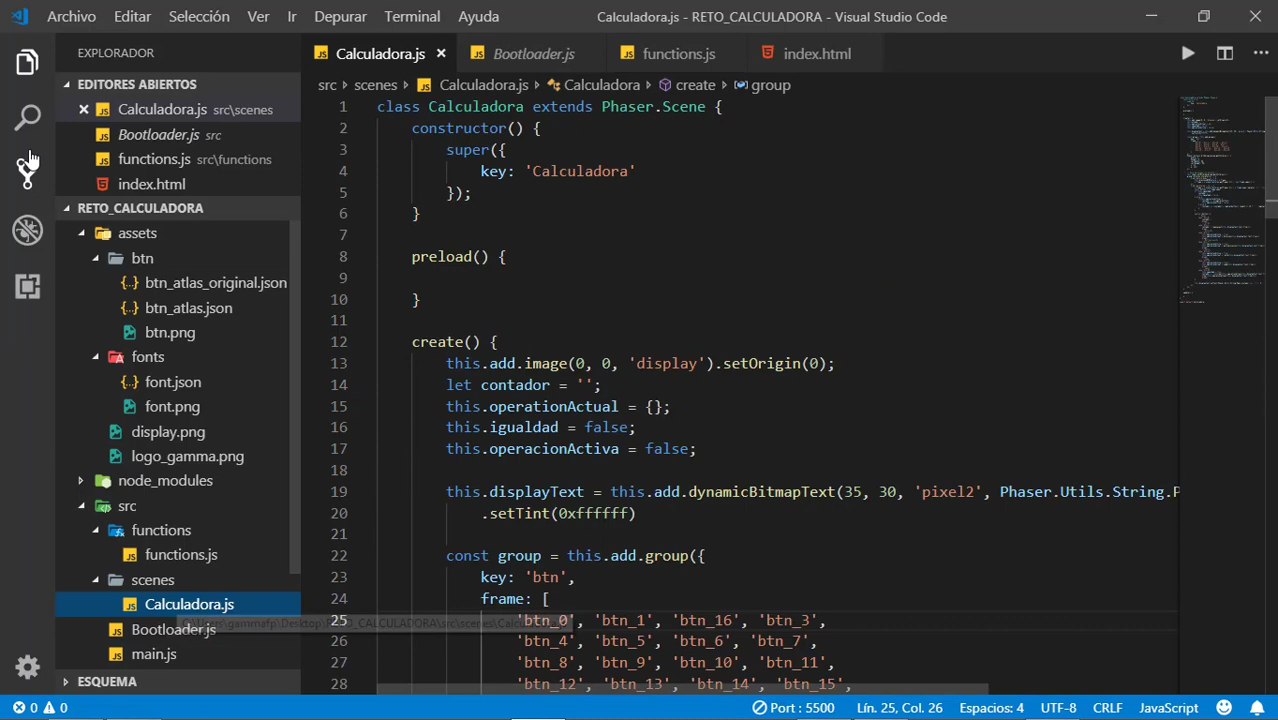 Archivo Editar Selección Ver Ir Depurar Terminal Ayuda Calculadora.js - RETO_CALCULADORA - Visual Studio Code
EXPLORADOR
EDITORES ABIERTOS
Calculadora.js src\scenes
Bootloader.js src
functions.js src\functions
index.html
RETO_CALCULADORA
assets
btn
btn_atlas_original.json
btn_atlas.json
btn.png
fonts
font.json
font.png
display.png
logo_gamma.png
node_modules
src
functions
functions.js
scenes
Calculadora.js
Bootloader.js
main.js
ESQUEMA
Calculadora.js Bootloader.js functions.js index.html
src scenes Calculadora.js Calculadora create group
1 class Calculadora extends Phaser.Scene {
2 constructor() {
3 super({
4 key: 'Calculadora'
5 });
6 }
7
8 preload() {
9
10 }
11
12 create() {
13 this.add.image(0, 0, 'display').setOrigin(0);
14 let contador = '';
15 this.operationActual = {};
16 this.igualdad = false;
17 this.operacionActiva = false;
18
19 this.displayText = this.add.dynamicBitmapText(35, 30, 'pixel2', Phaser.Utils.String.P
20 .setTint(0xffffff)
21
22 const group = this.add.group({
23 key: 'btn',
24 frame: [
25 'btn_0', 'btn_1', 'btn_16', 'btn_3',
26 'btn_4', 'btn_5', 'btn_6', 'btn_7',
27 'btn_8', 'btn_9', 'btn_10', 'btn_11',
28 'btn_12', 'btn_13', 'btn_14', 'btn_15',
0 0 Port : 5500 Lín. 25, Col. 26 Espacios: 4 UTF-8 CRLF JavaScript